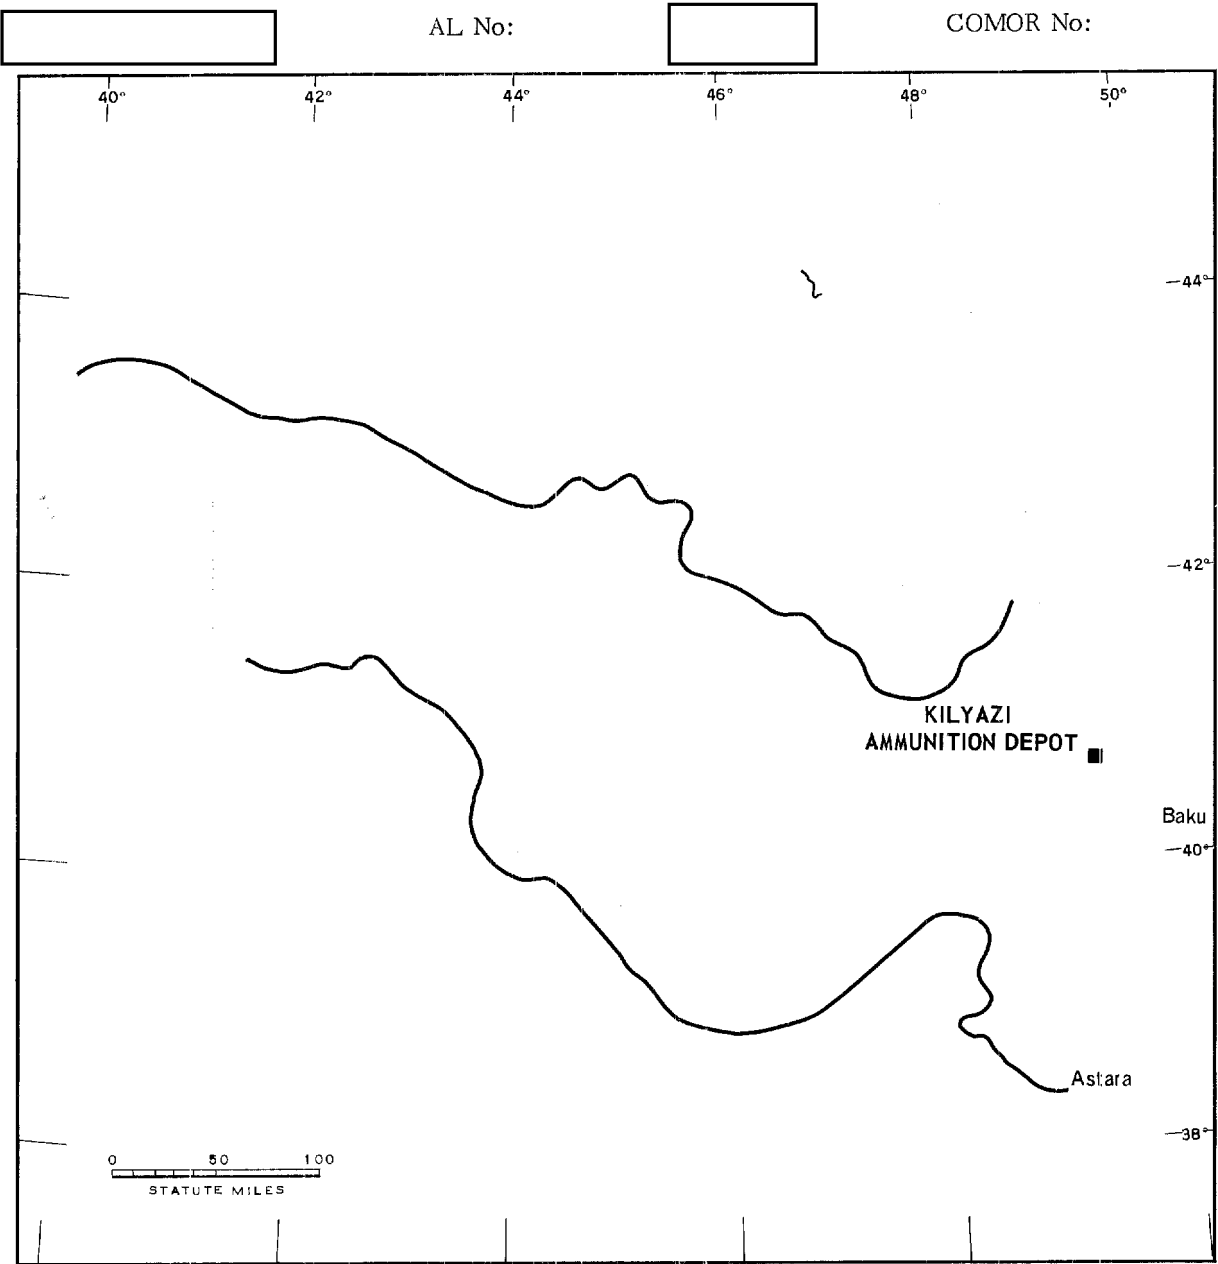 AL No: COMOR No:
40° 42° 44° 46° 48° 50°
—44°
—42°
KILYAZI
AMMUNITION DEPOT
Baku
—40°
Astara
—38°
0 50 100
STATUTE MILES